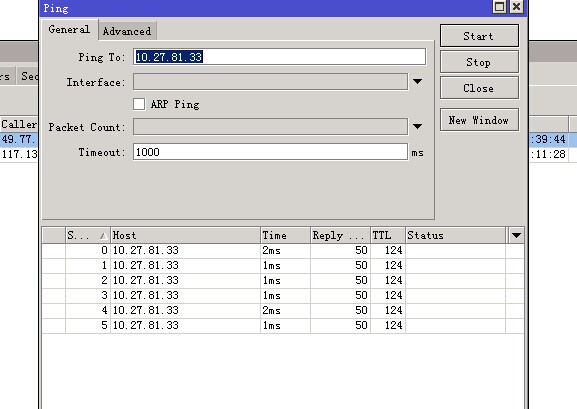 Ping
General Advanced
Ping To: 10.27.81.33
Interface:
ARP Ping
Packet Count:
Timeout: 1000 ms
Start
Stop
Close
New Window
rs Sec
Caller
49.77. :39:44
117.13 :11:28
S... Host Time Reply ... TTL Status
0 10.27.81.33 2ms 50 124
1 10.27.81.33 1ms 50 124
2 10.27.81.33 1ms 50 124
3 10.27.81.33 1ms 50 124
4 10.27.81.33 2ms 50 124
5 10.27.81.33 1ms 50 124